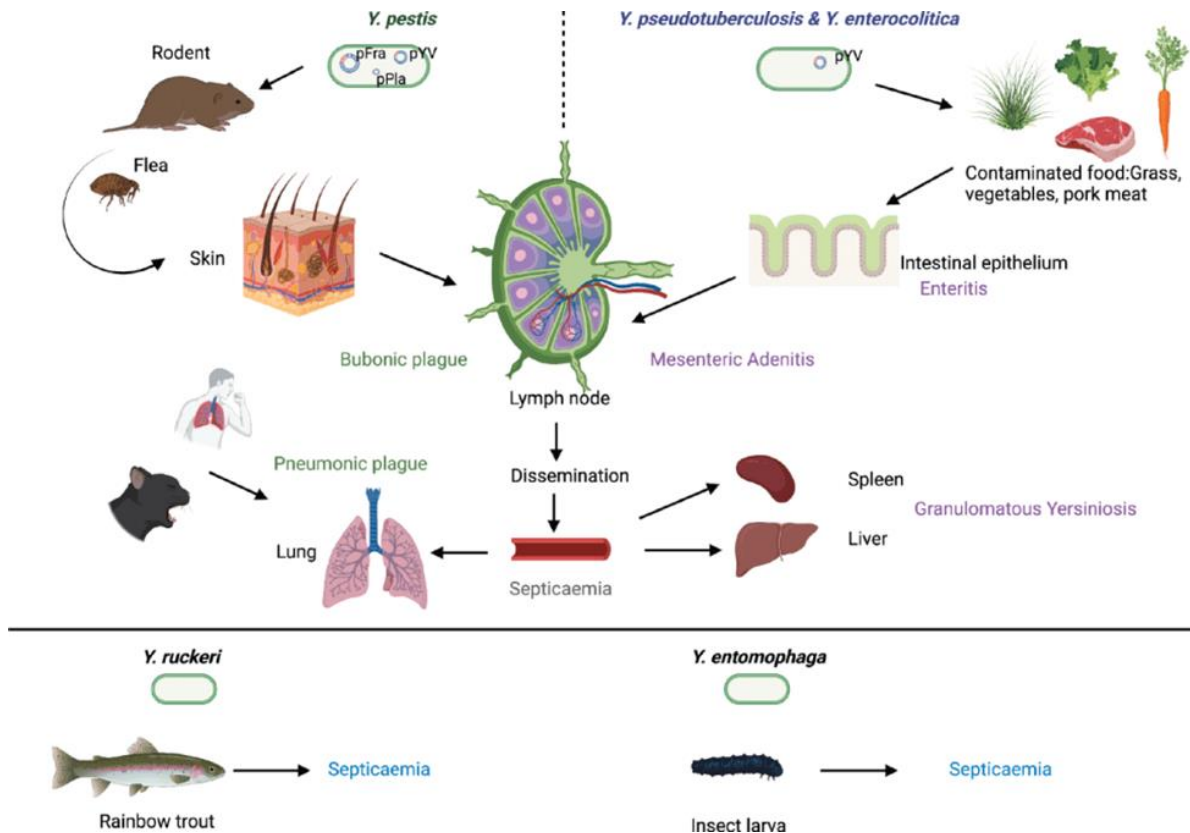 Y. pestis
Y. pseudotuberculosis & Y. enterocolitica
Rodent
pFra
pYV
pPla
pYV
Flea
Contaminated food:Grass,
vegetables, pork meat
Skin
Intestinal epithelium
Enteritis
Bubonic plague
Mesenteric Adenitis
Lymph node
Pneumonic plague
Dissemination
Spleen
Granulomatous Yersiniosis
Liver
Lung
Septicaemia
Y. ruckeri
Y. entomophaga
Septicaemia
Septicaemia
Rainbow trout
Insect larva